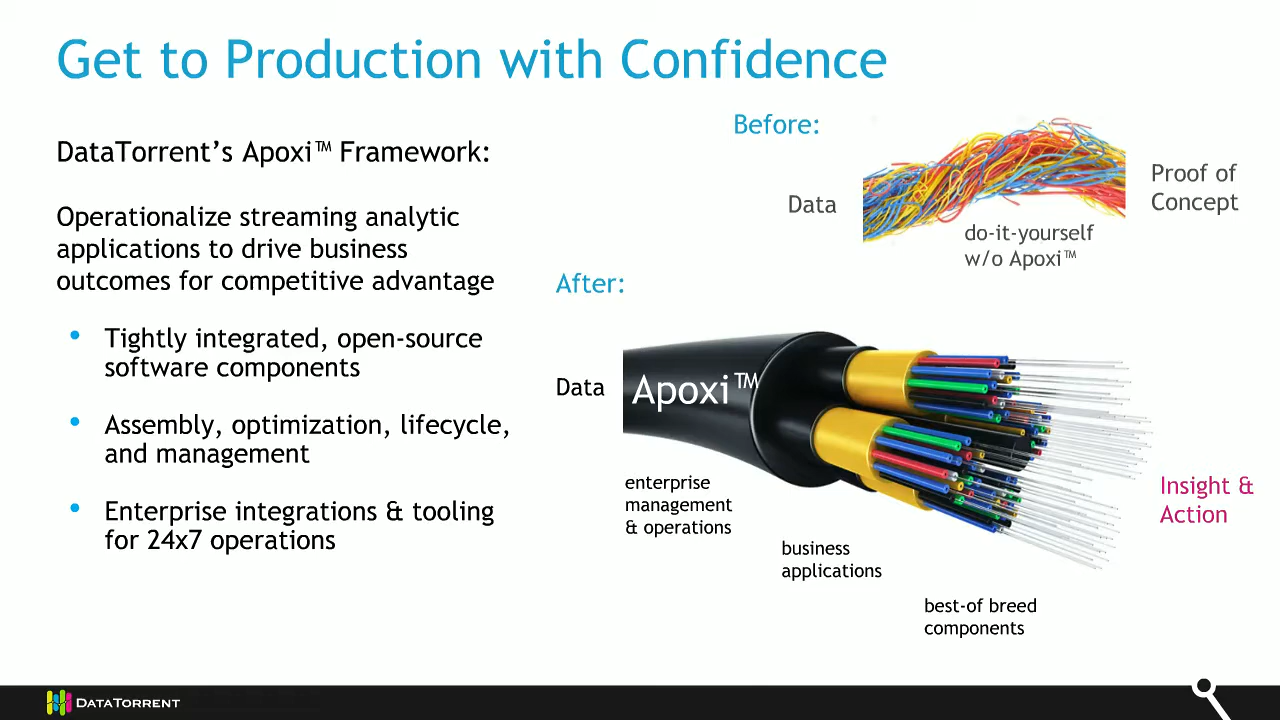 Get to Production with Confidence
DataTorrent’s Apoxi™ Framework:
Operationalize streaming analytic
applications to drive business
outcomes for competitive advantage
• Tightly integrated, open-source
software components
• Assembly, optimization, lifecycle,
and management
• Enterprise integrations & tooling
for 24x7 operations
Before:
Data
Proof of
Concept
do-it-yourself
w/o Apoxi™
After:
Data
Apoxi™
enterprise
management
& operations
business
applications
best-of breed
components
Insight &
Action
DATATORRENT